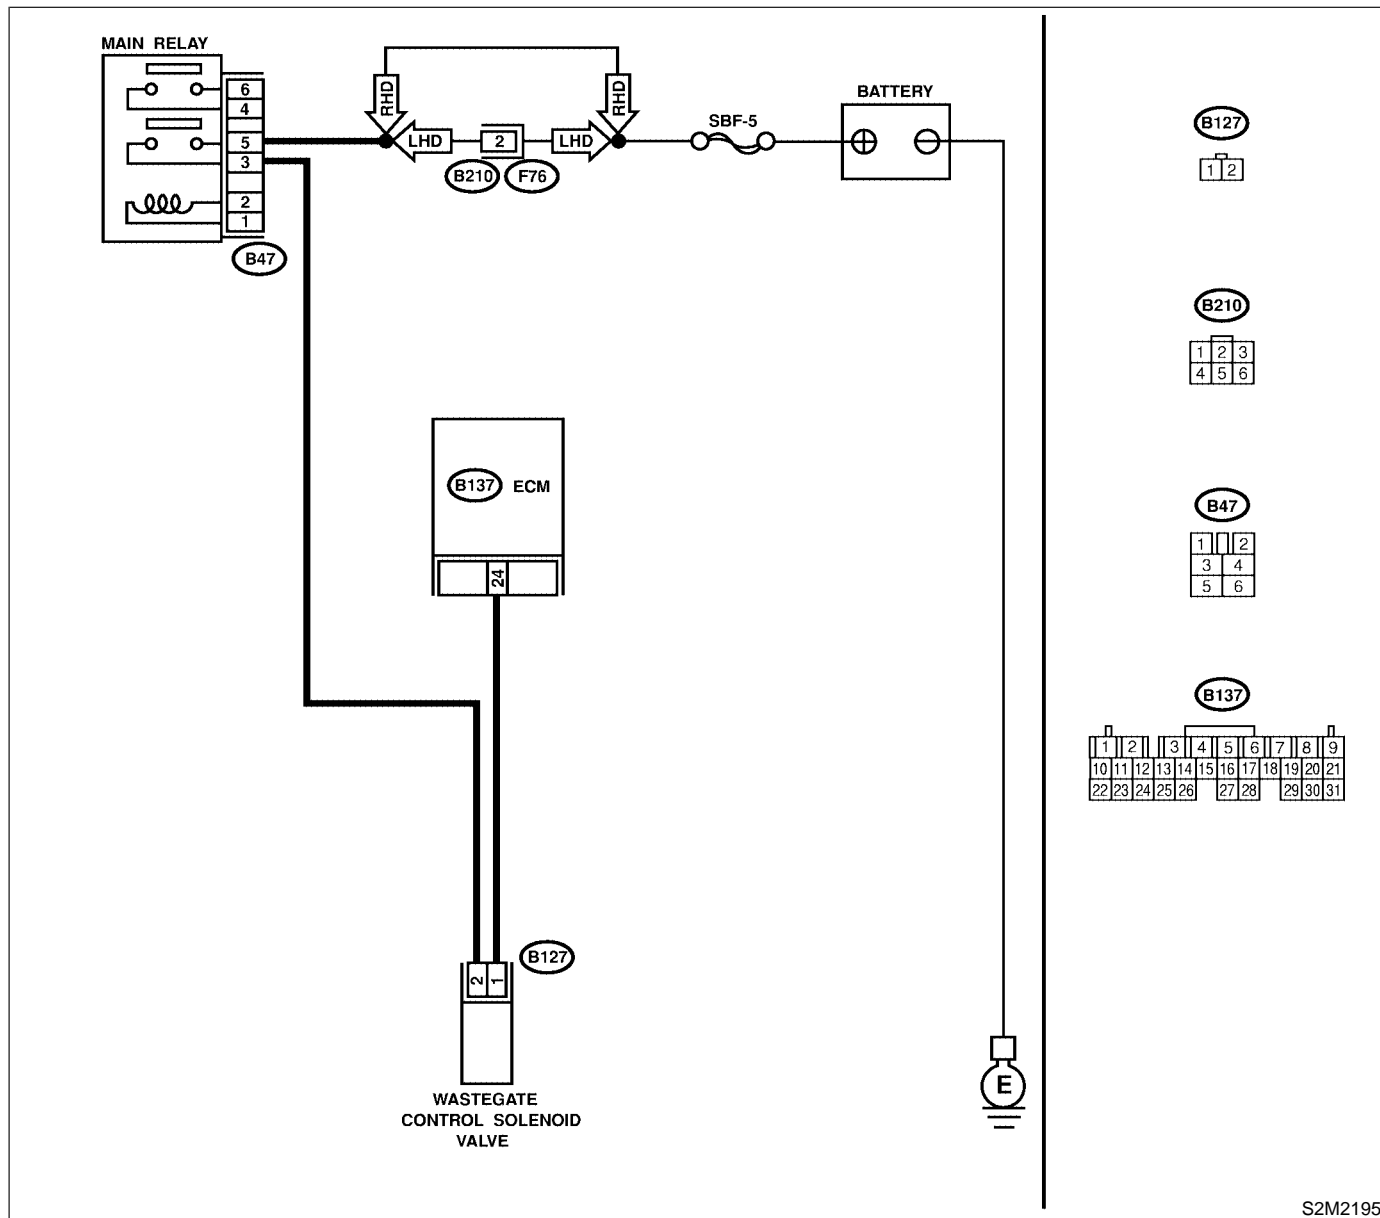 MAIN RELAY
6
4
5
3
2
1
B47
RHD
RHD
LHD
2
LHD
B210
F76
SBF-5
BATTERY
B137
ECM
24
B127
2
1
WASTEGATE
CONTROL SOLENOID
VALVE
E
B127
1 2
B210
1 2 3
4 5 6
B47
1 2
3 4
5 6
B137
1 2 3 4 5 6 7 8 9
10 11 12 13 14 15 16 17 18 19 20 21
22 23 24 25 26 27 28 29 30 31
S2M2195